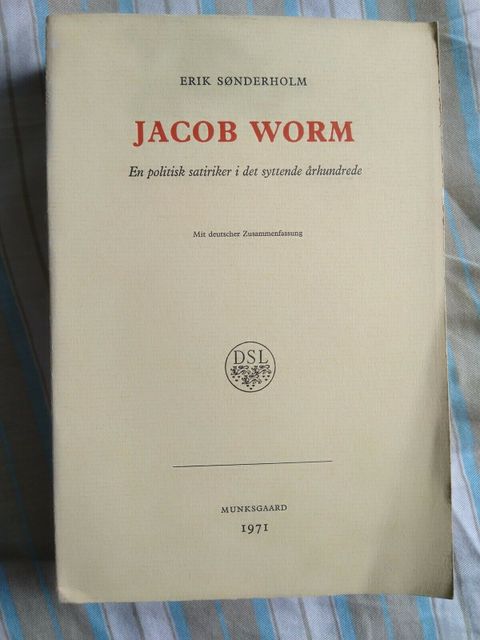 ERIK SØNDERHOLM
JACOB WORM
En politisk satiriker i det syttende århundrede
Mit deutscher Zusammenfassung
DSL
MUNKSGAARD
1971